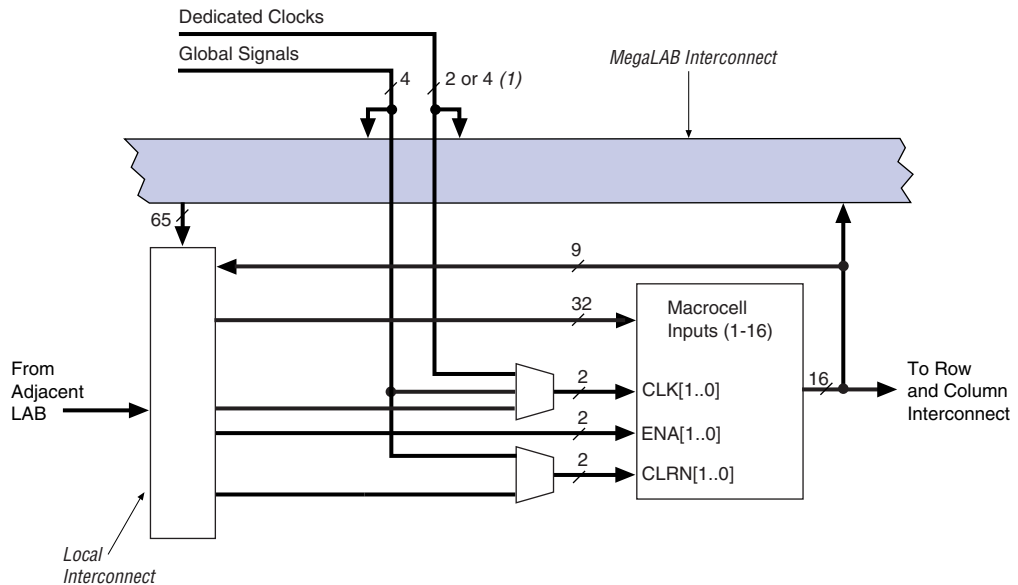 Dedicated Clocks
Global Signals
MegaLAB Interconnect
4
2 or 4 (1)
65
9
32
Macrocell
Inputs (1-16)
From
Adjacent
LAB
2
CLK[1..0]
16
To Row
and Column
Interconnect
2
ENA[1..0]
2
CLRN[1..0]
Local
Interconnect